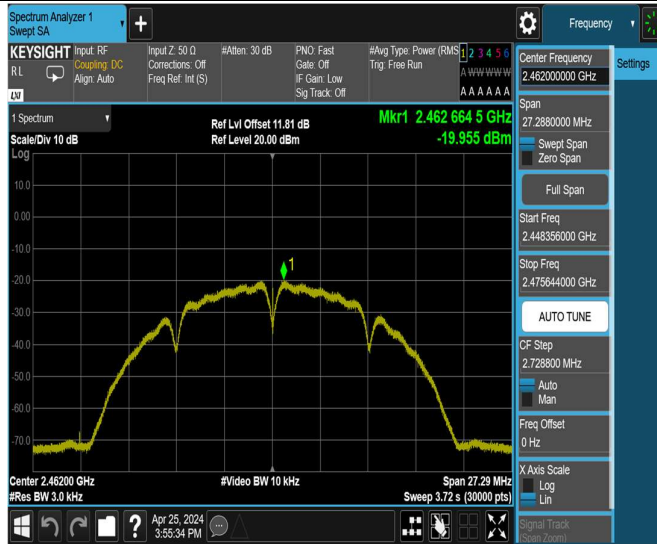 Spectrum Analyzer 1
Swept SA
+
Frequency
KEYSIGHT
RL
LXI
Input: RF
Coupling: DC
Align: Auto
Input Z: 50 Ω
Corrections: Off
Freq Ref: Int (S)
#Atten: 30 dB
PNO: Fast
Gate: Off
IF Gain: Low
Sig Track: Off
#Avg Type: Power (RMS
Trig: Free Run
1 2 3 4 5 6
A W W W W W
A A A A A A
Center Frequency
2.462000000 GHz
Settings
Span
27.2880000 MHz
Swept Span
Zero Span
Full Span
Start Freq
2.448356000 GHz
Stop Freq
2.475644000 GHz
AUTO TUNE
CF Step
2.728800 MHz
Auto
Man
Freq Offset
0 Hz
X Axis Scale
Log
Lin
Signal Track
(Span Zoom)
1 Spectrum
Scale/Div 10 dB
Log
Ref Lvl Offset 11.81 dB
Ref Level 20.00 dBm
Mkr1 2.462 664 5 GHz
-19.955 dBm
10.0
0.00
-10.0
-20.0
-30.0
-40.0
-50.0
-60.0
-70.0
1
Center 2.46200 GHz
#Res BW 3.0 kHz
#Video BW 10 kHz
Span 27.29 MHz
Sweep 3.72 s (30000 pts)
?
Apr 25, 2024
3:55:34 PM